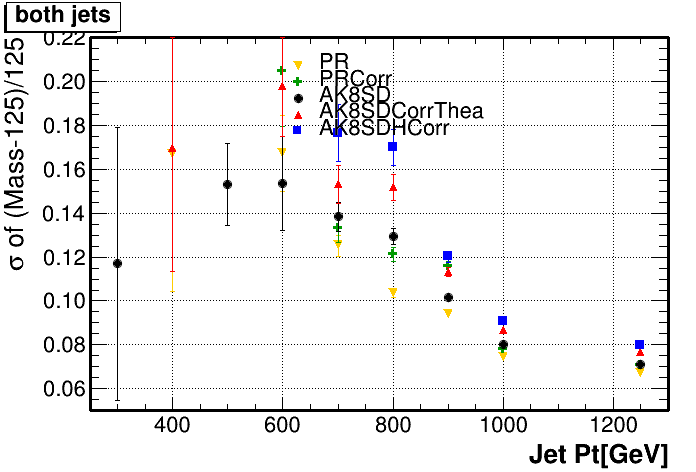 both jets
σ of (Mass-125)/125
0.22
0.20
0.18
0.16
0.14
0.12
0.10
0.08
0.06
PR
PRCorr
AK8SD
AK8SDCorrThea
AK8SDHCorr
400 600 800 1000 1200
Jet Pt[GeV]